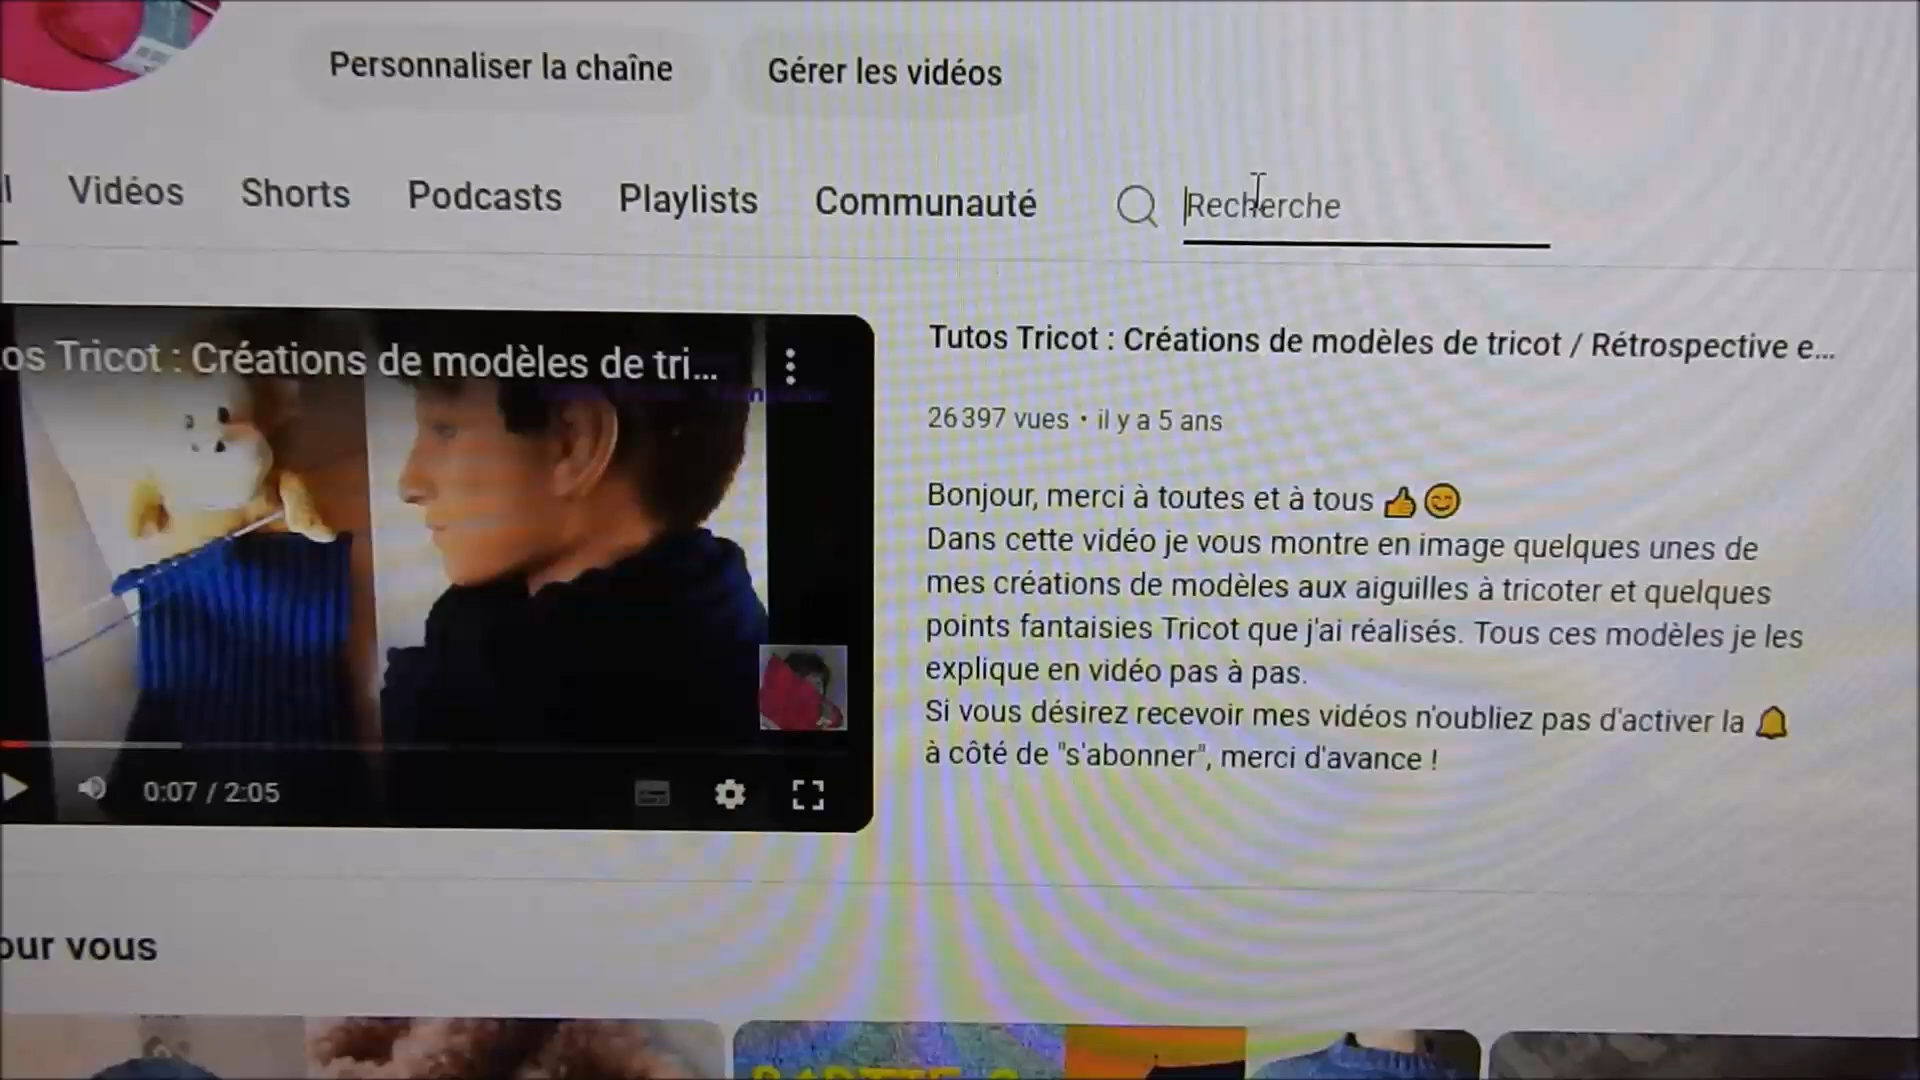 Personnaliser la chaîne
Gérer les vidéos
Vidéos
Shorts
Podcasts
Playlists
Communauté
Recherche
os Tricot : Créations de modèles de tri...
0:07 / 2:05
Tutos Tricot : Créations de modèles de tricot / Rétrospective e...
26 397 vues • il y a 5 ans
Bonjour, merci à toutes et à tous 👍😊
Dans cette vidéo je vous montre en image quelques unes de
mes créations de modèles aux aiguilles à tricoter et quelques
points fantaisies Tricot que j'ai réalisés. Tous ces modèles je les
explique en vidéo pas à pas.
Si vous désirez recevoir mes vidéos n'oubliez pas d'activer la 🔔
à côté de "s'abonner", merci d'avance !
our vous